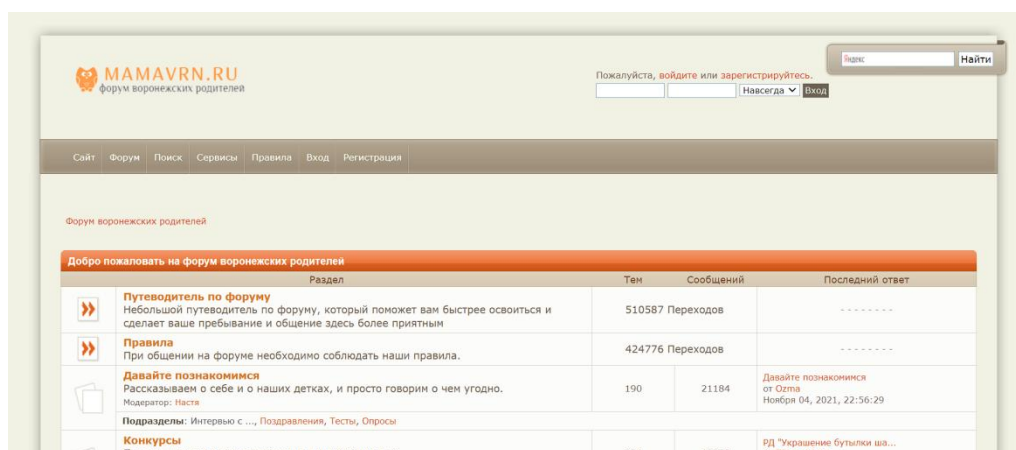 Яндекс
Найти
MAMAVRN.RU
форум воронежских родителей
Пожалуйста, войдите или зарегистрируйтесь.
Навсегда Вход
Сайт Форум Поиск Сервисы Правила Вход Регистрация
Форум воронежских родителей
Добро пожаловать на форум воронежских родителей
Раздел Тем Сообщений Последний ответ
Путеводитель по форуму
Небольшой путеводитель по форуму, который поможет вам быстрее освоиться и
сделает ваше пребывание и общение здесь более приятным
510587 Переходов
- - - - - - - -
Правила
При общении на форуме необходимо соблюдать наши правила.
424776 Переходов
- - - - - - - -
Давайте познакомимся
Рассказываем о себе и о наших детках, и просто говорим о чем угодно.
Модератор: Настя
190
21184
Давайте познакомимся
от Ozma
Ноября 04, 2021, 22:56:29
Подразделы: Интервью с ..., Поздравления, Тесты, Опросы
Конкурсы
РД "Украшение бутылки ша...